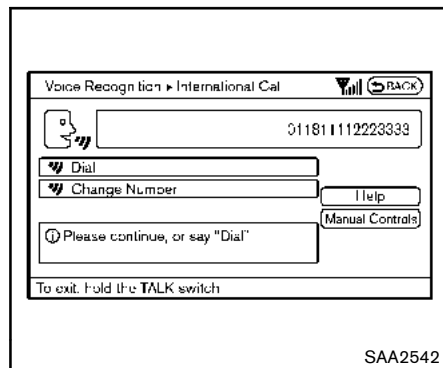 Voice Recognition ▸ International Call
BACK
011811112223333
Dial
Change Number
Help
Manual Controls
Please continue, or say "Dial"
To exit, hold the TALK switch
SAA2542